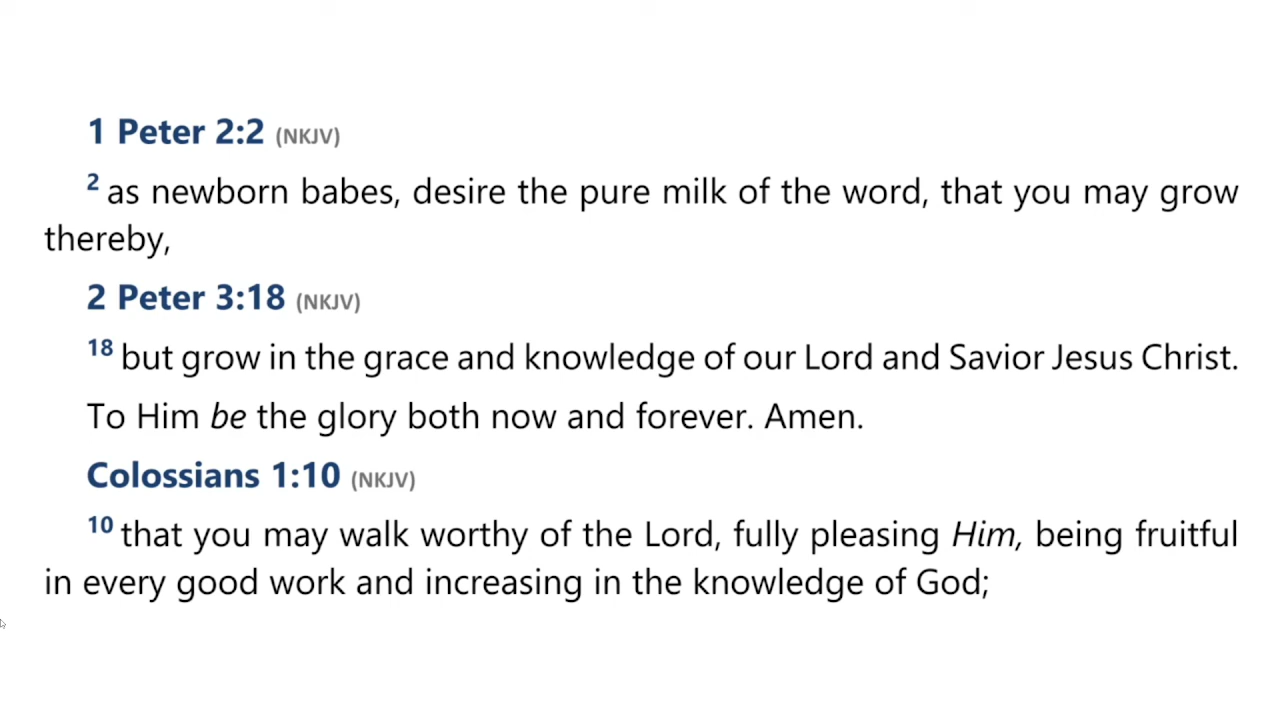 1 Peter 2:2 (NKJV)
2 as newborn babes, desire the pure milk of the word, that you may grow
thereby,
2 Peter 3:18 (NKJV)
18 but grow in the grace and knowledge of our Lord and Savior Jesus Christ.
To Him be the glory both now and forever. Amen.
Colossians 1:10 (NKJV)
10 that you may walk worthy of the Lord, fully pleasing Him, being fruitful
in every good work and increasing in the knowledge of God;